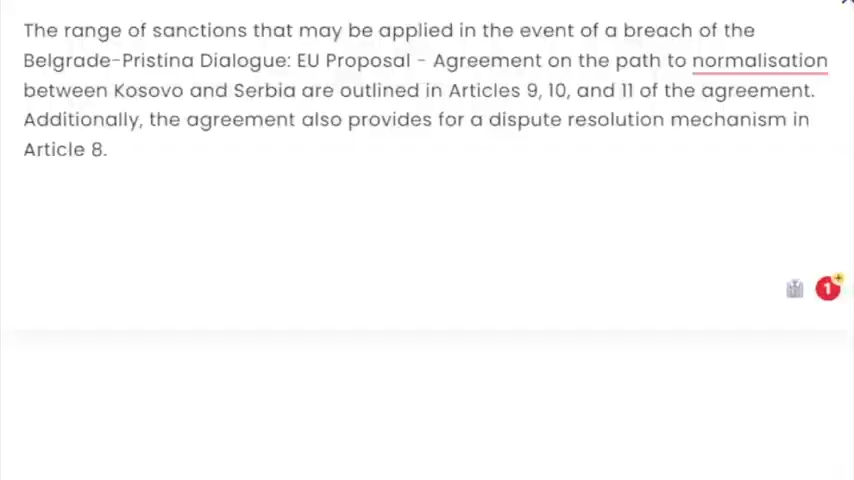 The range of sanctions that may be applied in the event of a breach of the
Belgrade-Pristina Dialogue: EU Proposal - Agreement on the path to normalisation
between Kosovo and Serbia are outlined in Articles 9, 10, and 11 of the agreement.
Additionally, the agreement also provides for a dispute resolution mechanism in
Article 8.
1